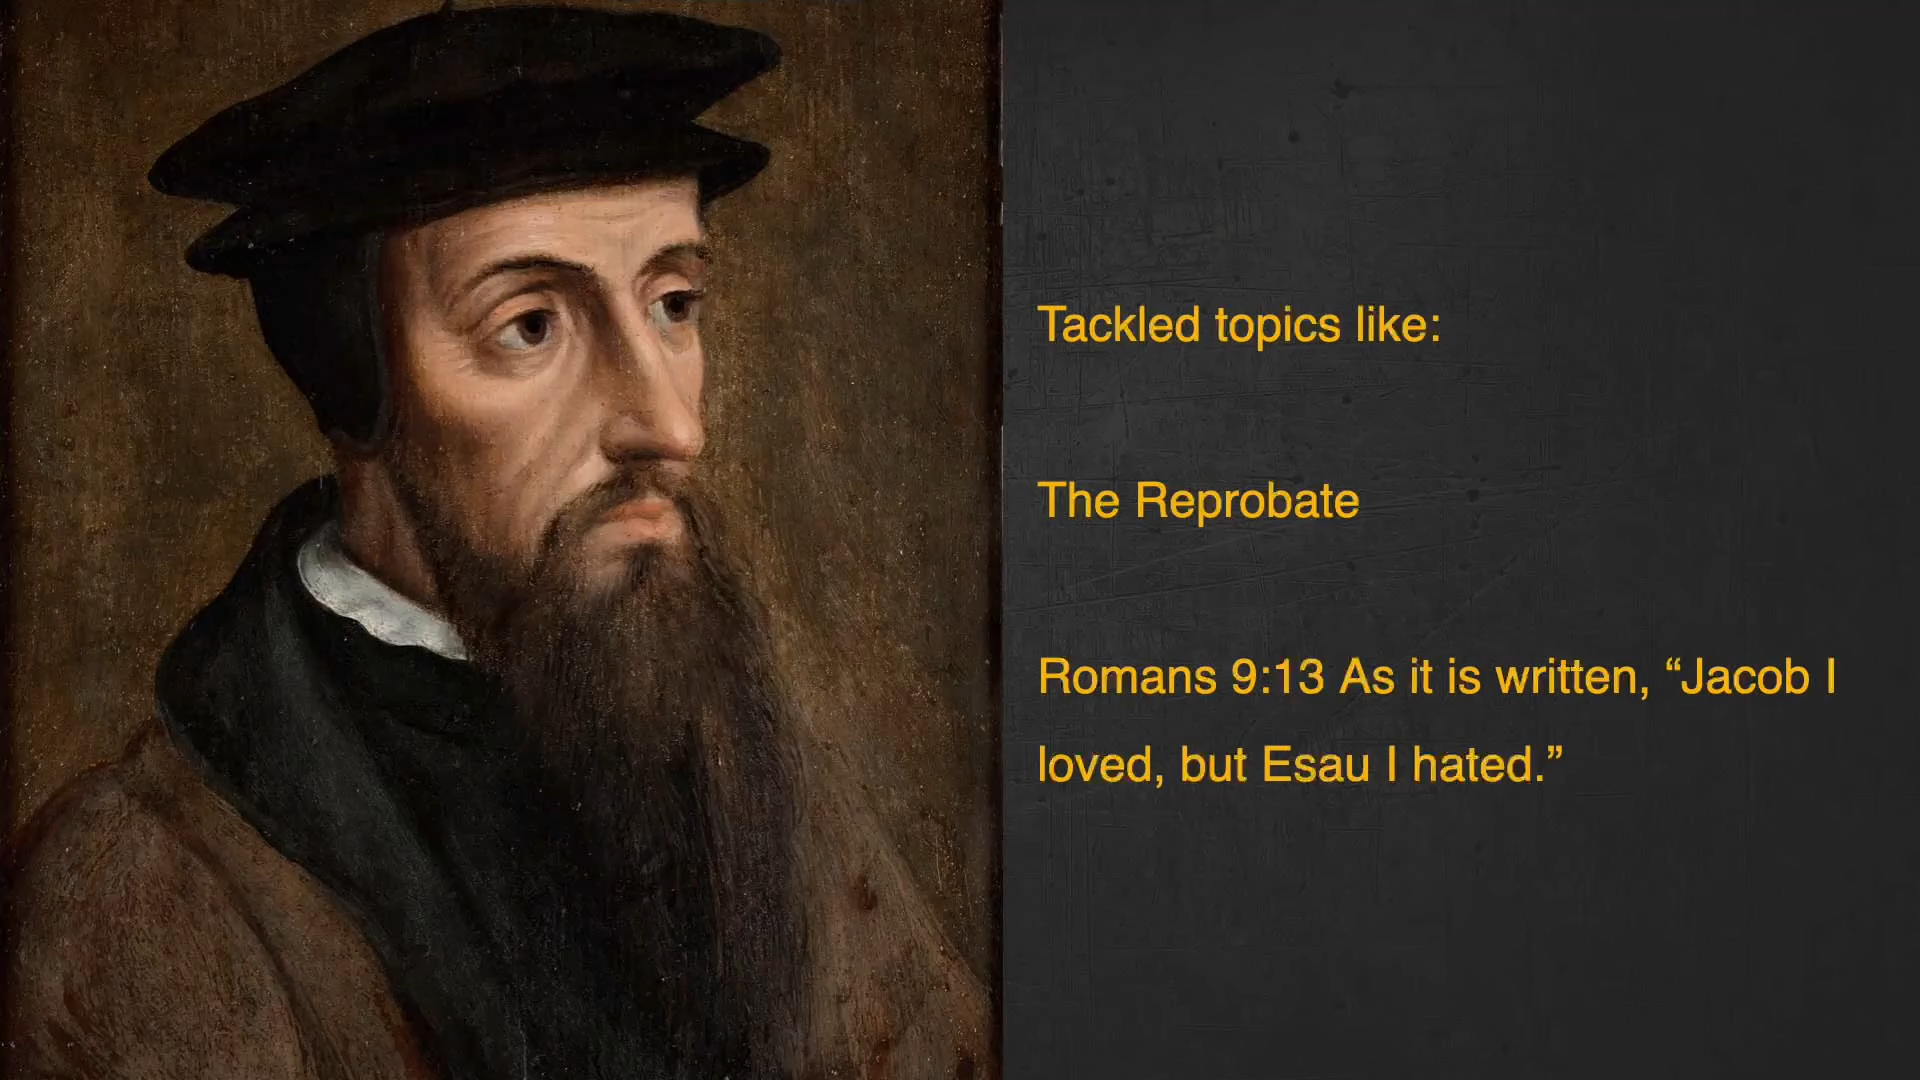 Tackled topics like:
The Reprobate
Romans 9:13 As it is written, “Jacob I
loved, but Esau I hated.”